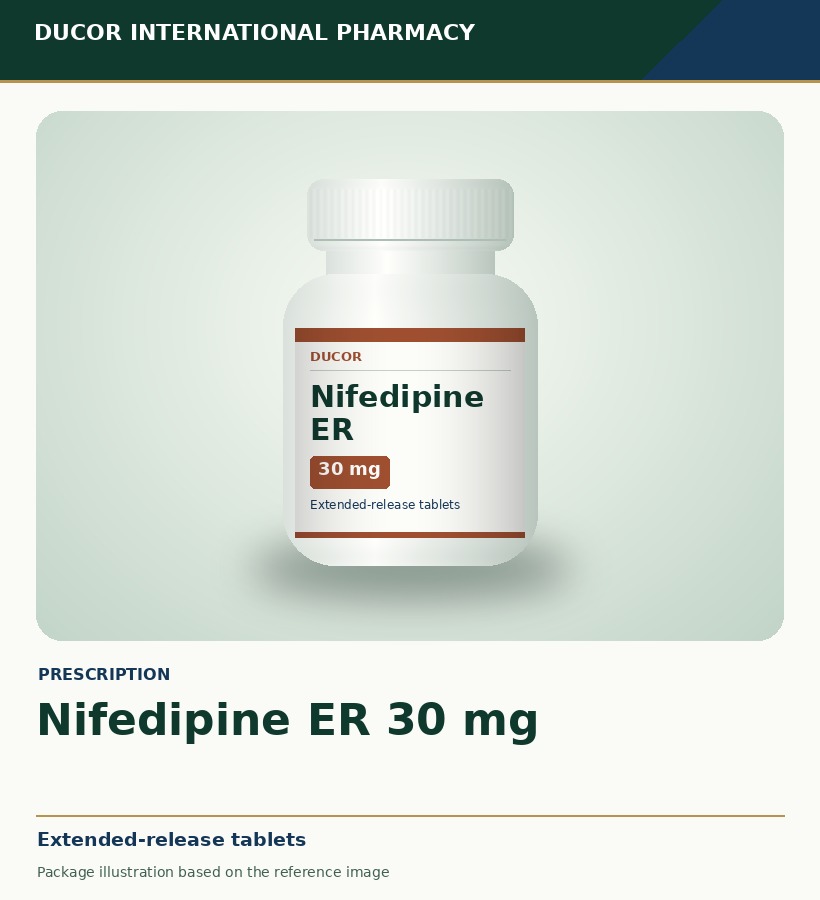 DUCOR INTERNATIONAL PHARMACY
DUCOR
Nifedipine
ER
30 mg
Extended-release tablets
PRESCRIPTION
Nifedipine ER 30 mg
Extended-release tablets
Package illustration based on the reference image